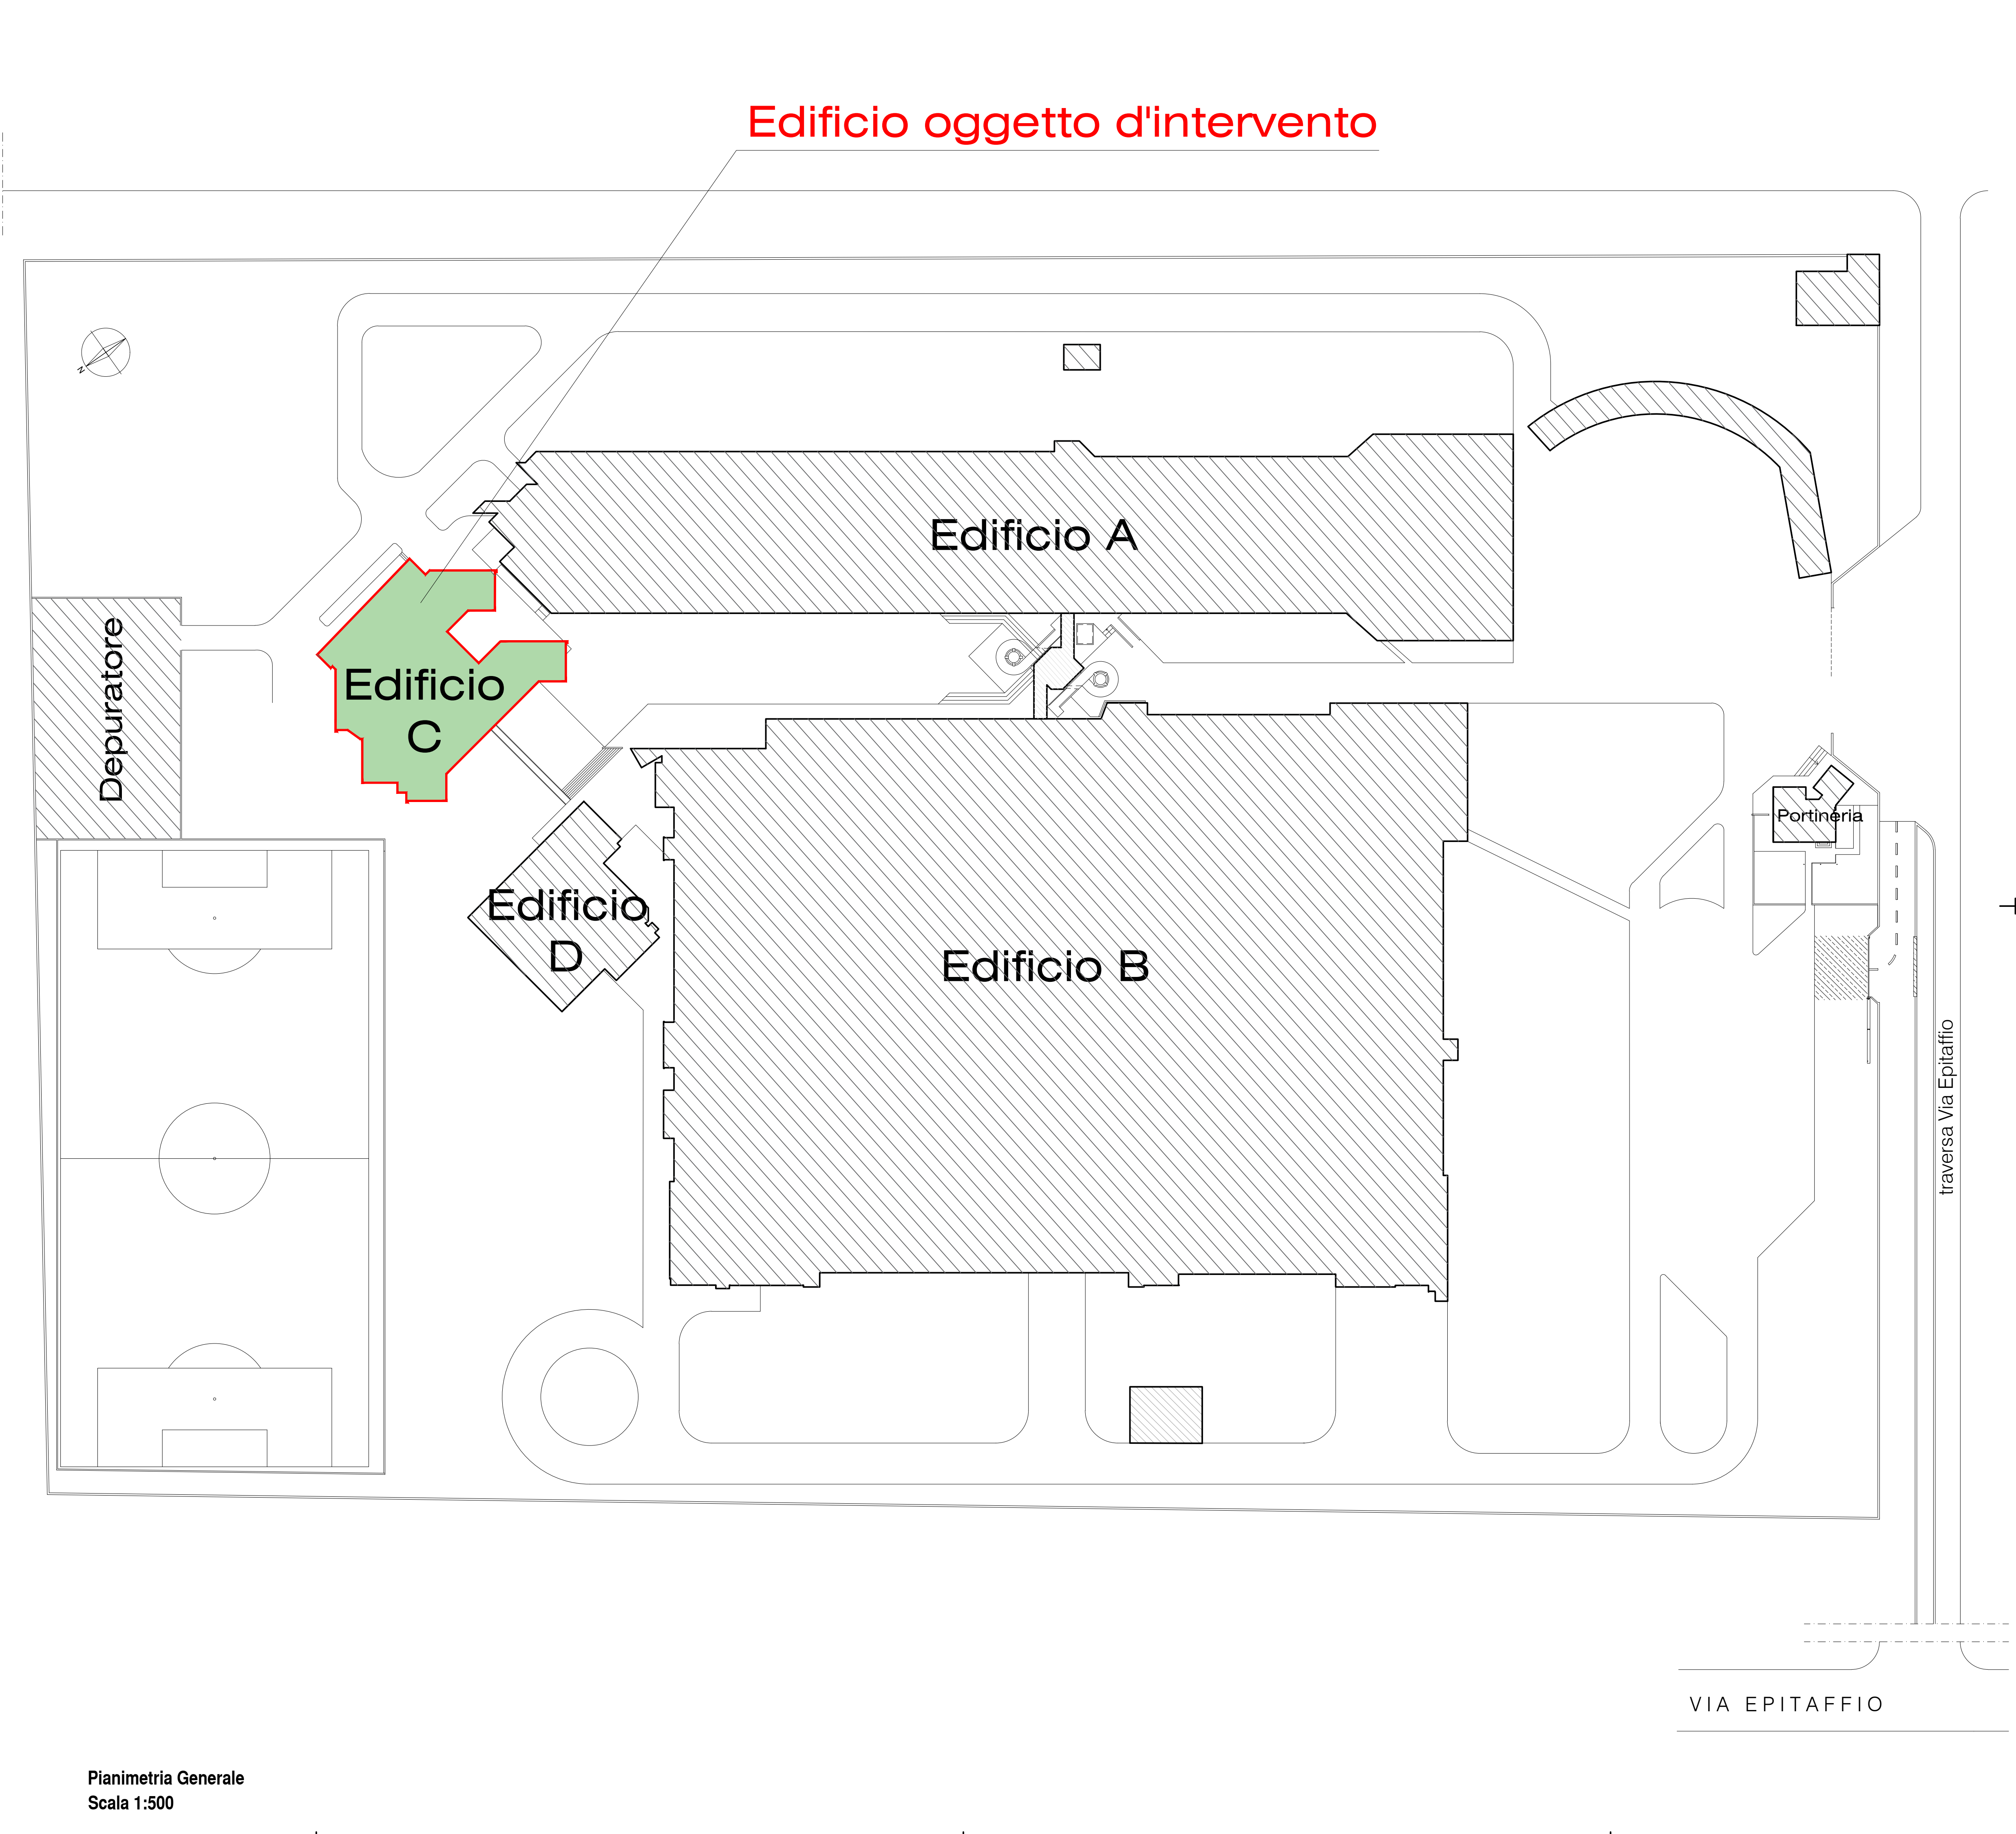 Edificio oggetto d'intervento
N
Edificio A
Edificio
C
Depuratore
Portineria
Edificio
D
Edificio B
traversa Via Epitaffio
VIA EPITAFFIO
Pianimetria Generale
Scala 1:500